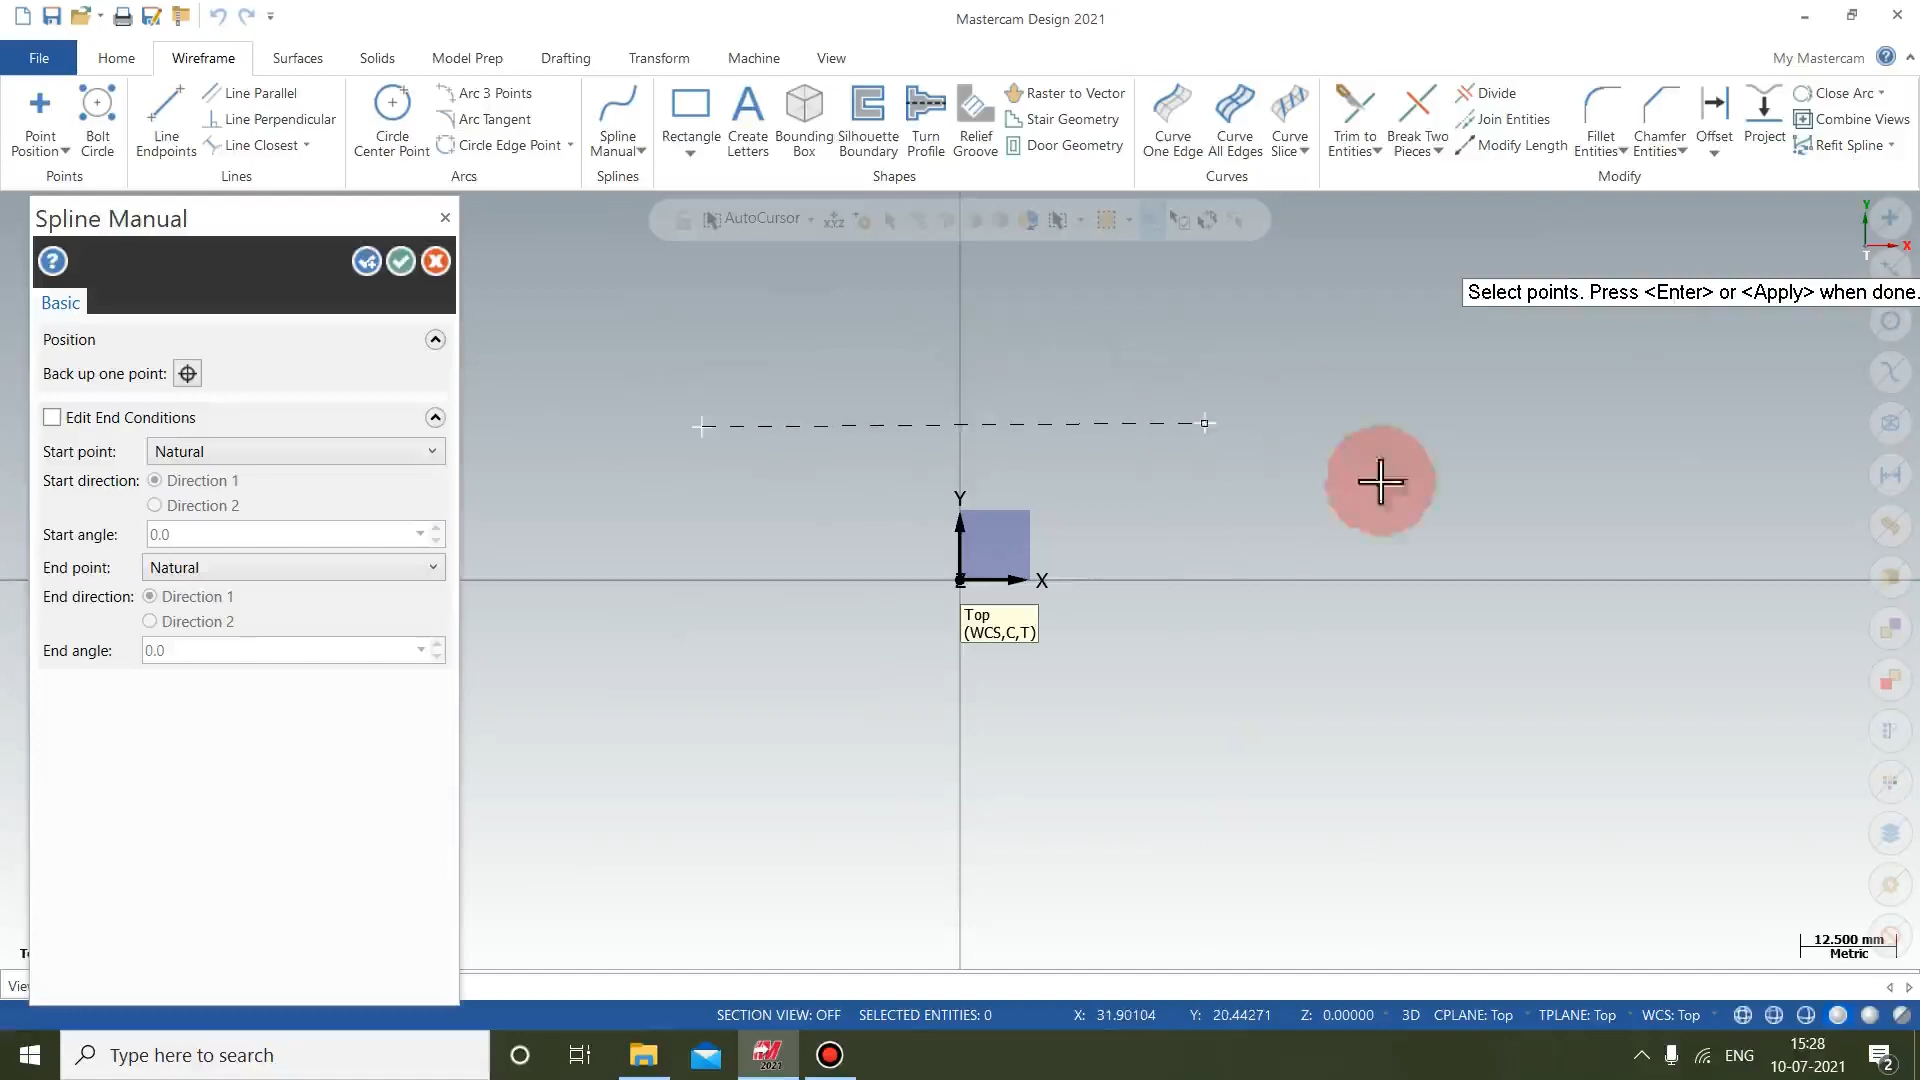 Mastercam Design 2021
File Home Wireframe Surfaces Solids Model Prep Drafting Transform Machine View My Mastercam
Point Position
Bolt Circle
Points
Line Endpoints
Line Parallel
Line Perpendicular
Line Closest
Lines
Circle Center Point
Arc 3 Points
Arc Tangent
Circle Edge Point
Arcs
Spline Manual
Splines
Rectangle
Create Letters
Bounding Box
Silhouette Boundary
Turn Profile
Relief Groove
Raster to Vector
Stair Geometry
Door Geometry
Shapes
Curve One Edge
Curve All Edges
Curve Slice
Curves
Trim to Entities
Break Two Pieces
Divide
Join Entities
Modify Length
Fillet Entities
Chamfer Entities
Offset
Project
Close Arc
Combine Views
Refit Spline
Modify
Spline Manual
Basic
Position
Back up one point:
Edit End Conditions
Start point: Natural
Start direction: Direction 1
Direction 2
Start angle: 0.0
End point: Natural
End direction: Direction 1
Direction 2
End angle: 0.0
AutoCursor
Y
X
T
Select points. Press <Enter> or <Apply> when done.
Y
Z
X
Top
(WCS,C,T)
12.500 mm
Metric
SECTION VIEW: OFF SELECTED ENTITIES: 0 X: 31.90104 Y: 20.44271 Z: 0.00000 3D CPLANE: Top TPLANE: Top WCS: Top
Type here to search
2021
ENG
15:28
10-07-2021
2